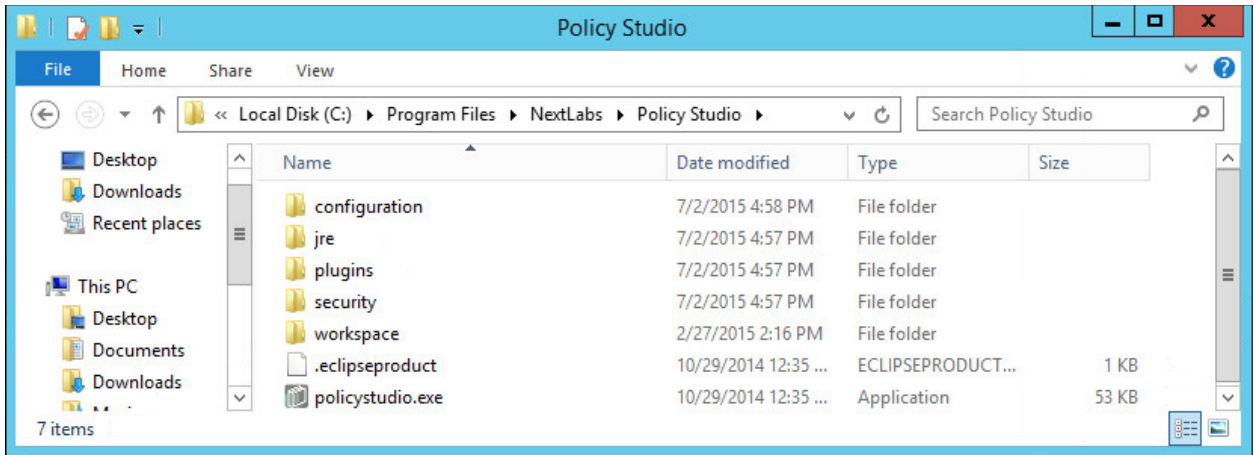 Policy Studio
File Home Share View
« Local Disk (C:) Program Files NextLabs Policy Studio Search Policy Studio
Desktop
Downloads
Recent places
This PC
Desktop
Documents
Downloads
Name Date modified Type Size
configuration 7/2/2015 4:58 PM File folder
jre 7/2/2015 4:57 PM File folder
plugins 7/2/2015 4:57 PM File folder
security 7/2/2015 4:57 PM File folder
workspace 2/27/2015 2:16 PM File folder
.eclipseproduct 10/29/2014 12:35 ... ECLIPSEPRODUCT... 1 KB
policystudio.exe 10/29/2014 12:35 ... Application 53 KB
7 items